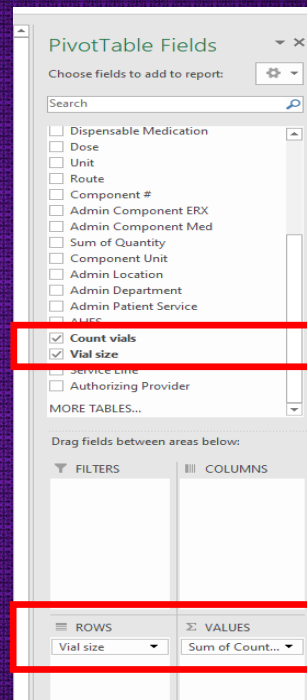 PivotTable Fields
Choose fields to add to report:
Search
Dispensable Medication
Dose
Unit
Route
Component #
Admin Component ERX
Admin Component Med
Sum of Quantity
Component Unit
Admin Location
Admin Department
Admin Patient Service
AHFS
Count vials
Vial size
Service Line
Authorizing Provider
MORE TABLES...
Drag fields between areas below:
FILTERS
COLUMNS
ROWS
Σ VALUES
Vial size
Sum of Count...